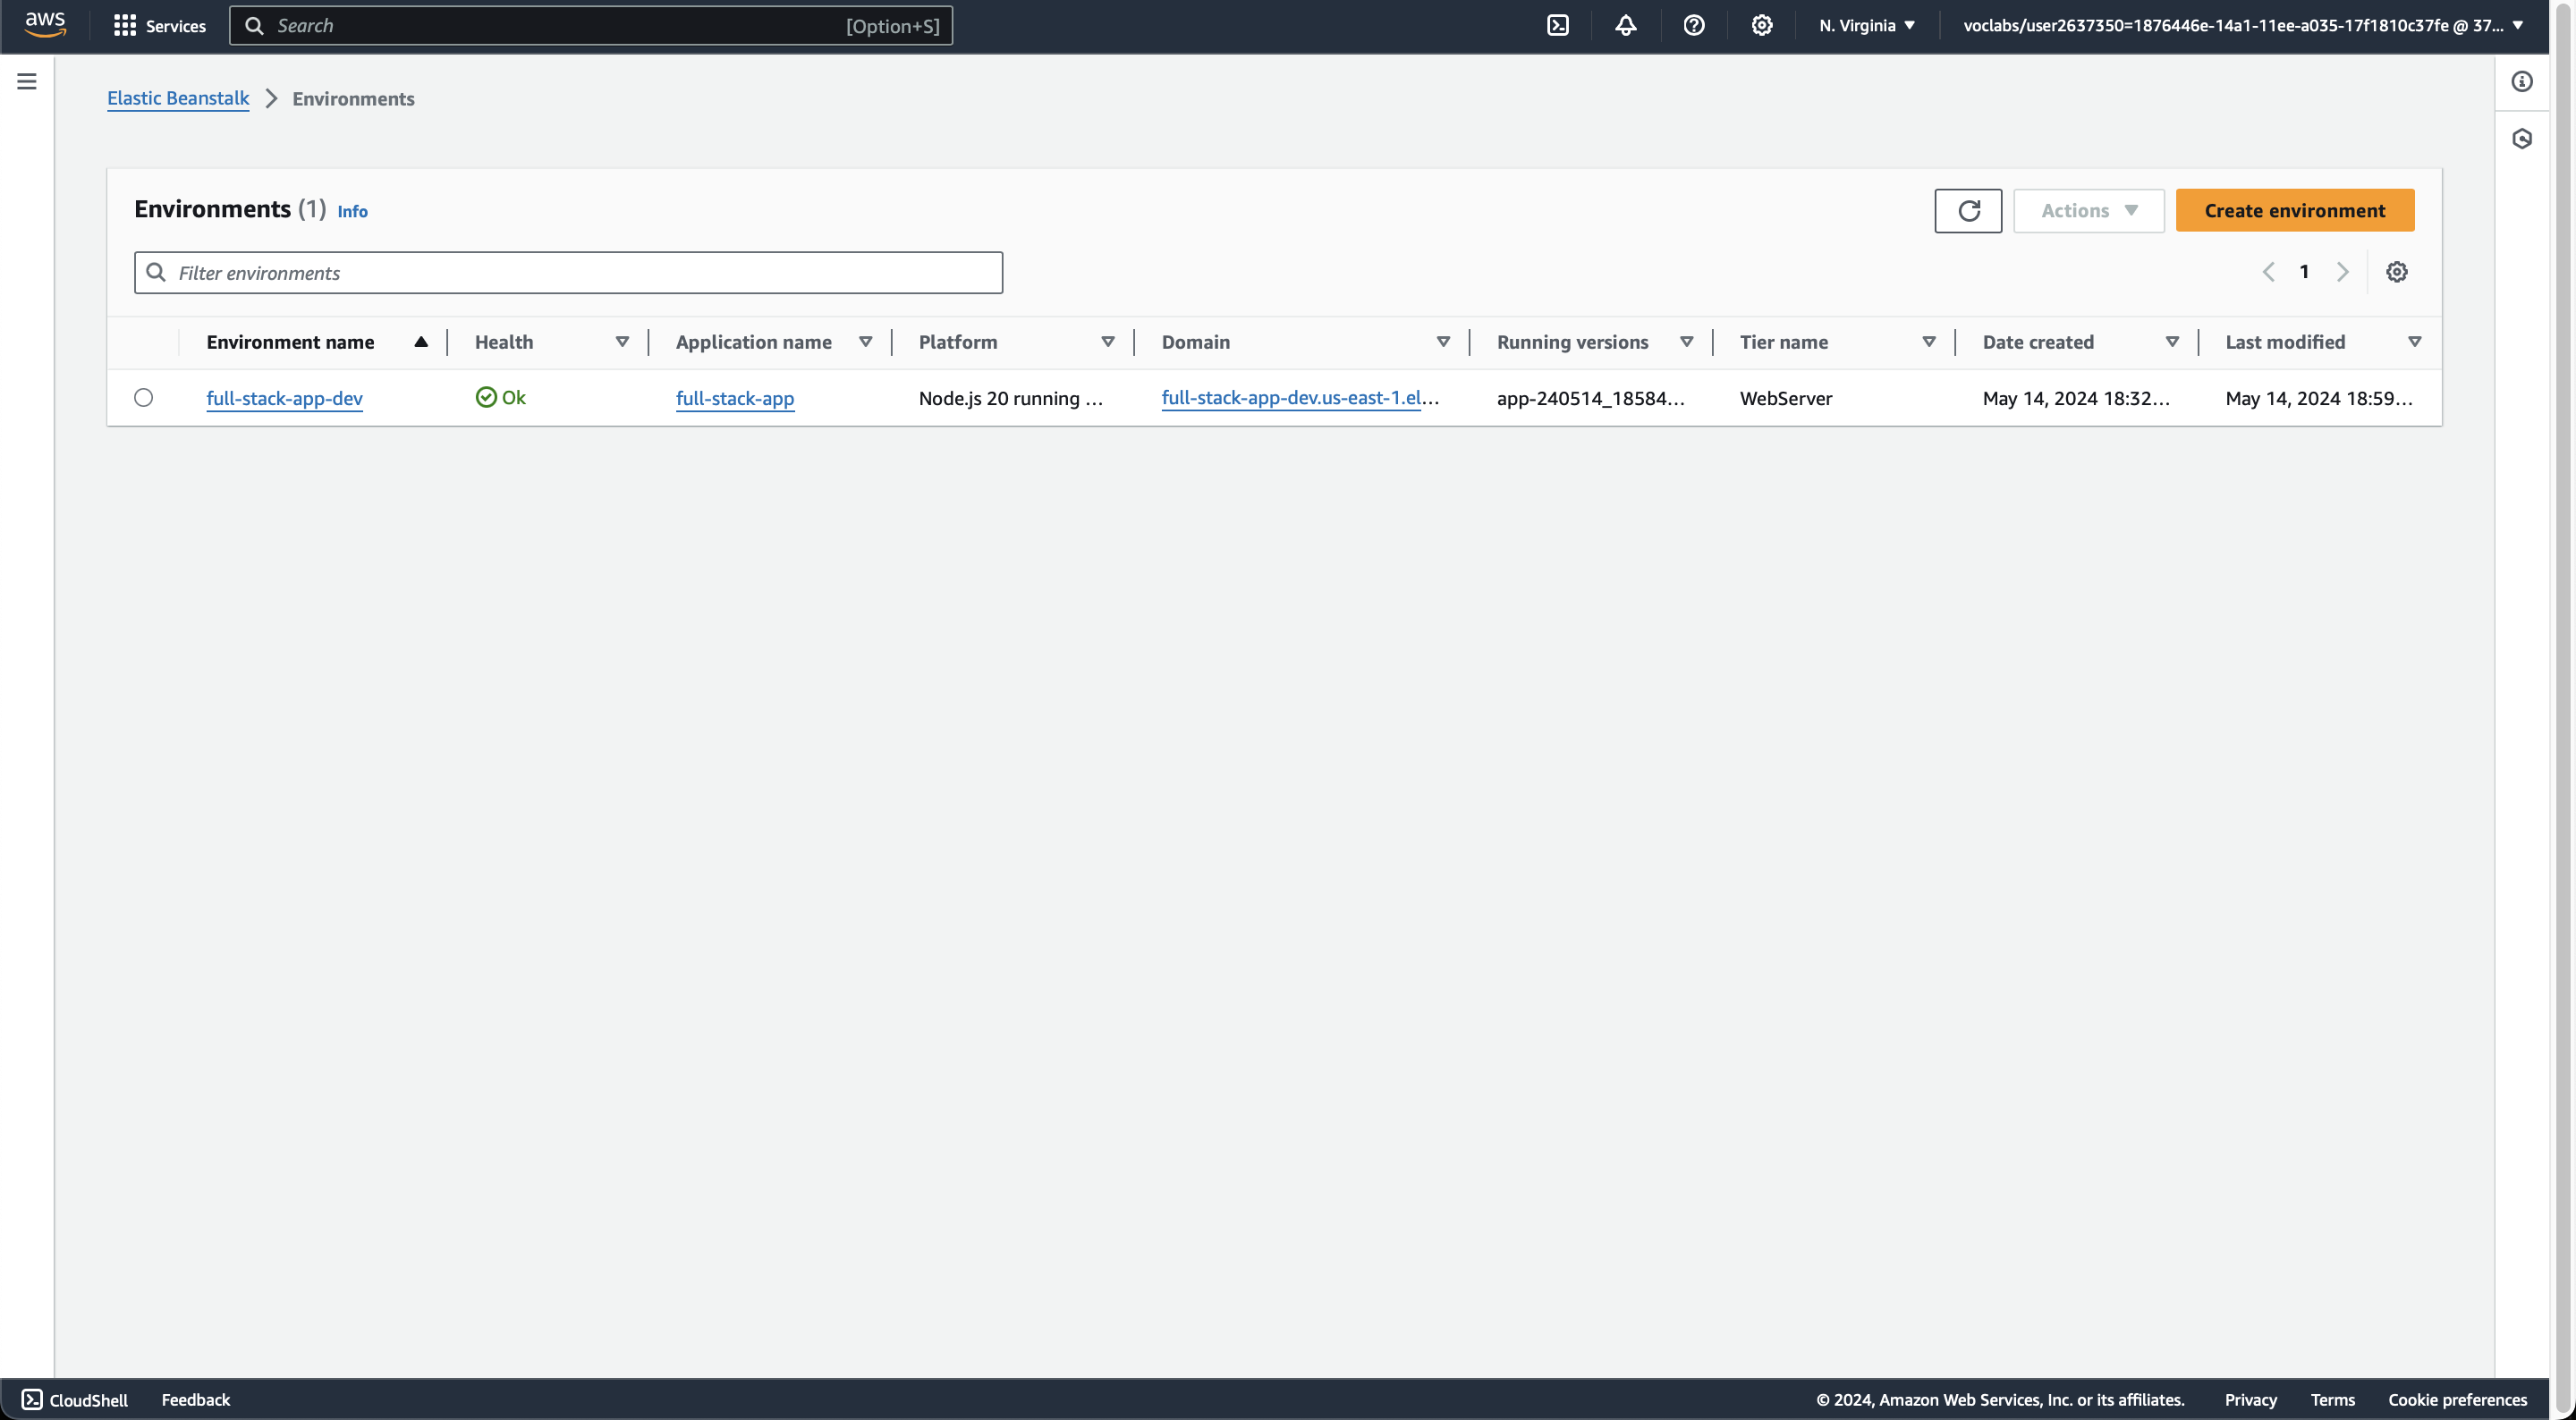 aws
Services
Search
[Option+S]
N. Virginia
voclabs/user2637350=1876446e-14a1-11ee-a035-17f1810c37fe @ 37...
Elastic Beanstalk
Environments
Environments (1) Info
Actions
Create environment
Filter environments
1
Environment name
Health
Application name
Platform
Domain
Running versions
Tier name
Date created
Last modified
full-stack-app-dev
Ok
full-stack-app
Node.js 20 running ...
full-stack-app-dev.us-east-1.el...
app-240514_18584...
WebServer
May 14, 2024 18:32...
May 14, 2024 18:59...
CloudShell
Feedback
© 2024, Amazon Web Services, Inc. or its affiliates.
Privacy
Terms
Cookie preferences